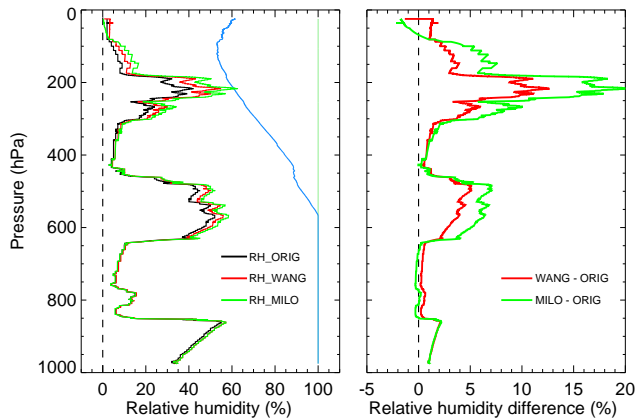 0
200
400
600
800
1000
Pressure (hPa)
RH_ORIG
RH_WANG
RH_MILO
0 20 40 60 80 100
Relative humidity (%)
WANG - ORIG
MILO - ORIG
-5 0 5 10 15 20
Relative humidity difference (%)